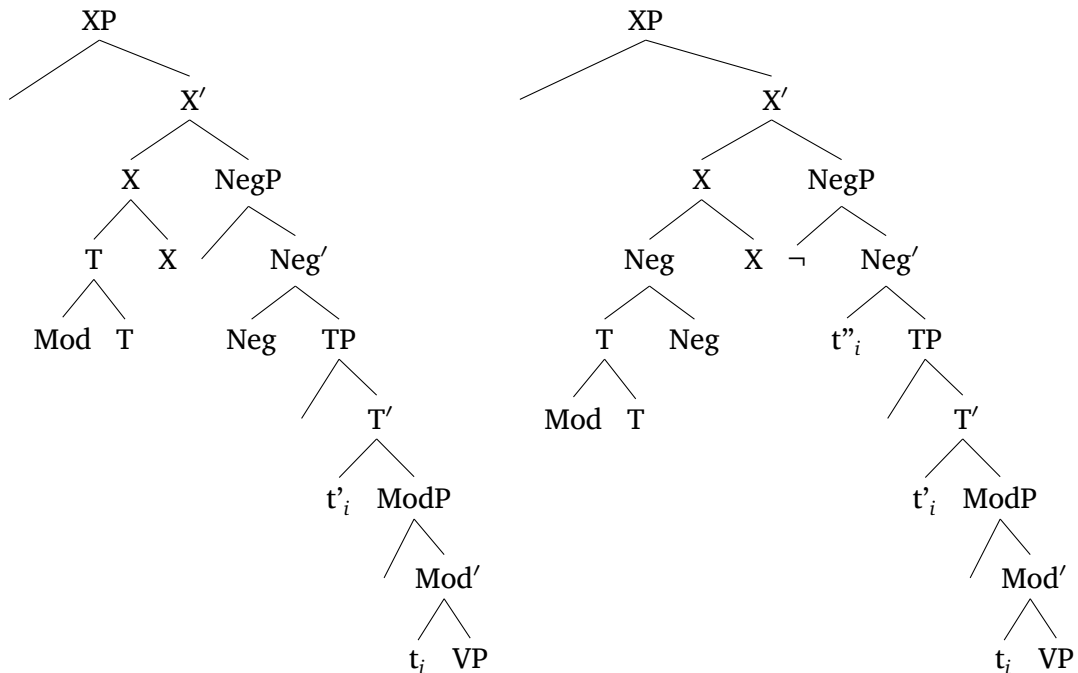 XP XP
X′ X′
X NegP X NegP
T X Neg′ Neg X ¬ Neg′
Mod T Neg TP T Neg t”ᵢ TP
T′ Mod T T′
t’ᵢ ModP t’ᵢ ModP
Mod′ Mod′
tᵢ VP tᵢ VP